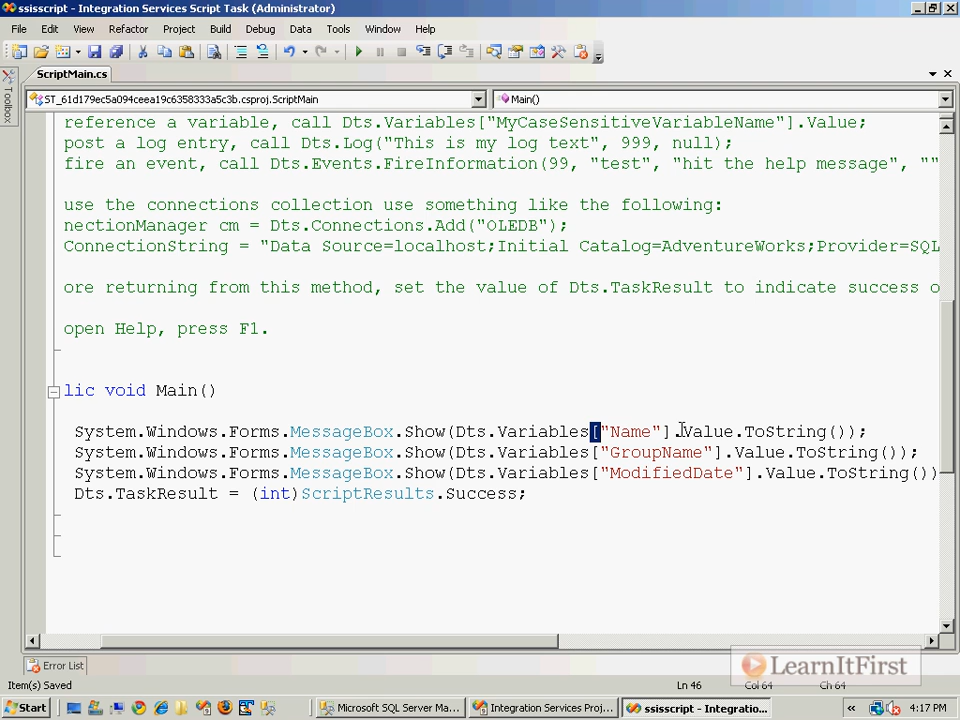 ssisscript - Integration Services Script Task (Administrator)
File Edit View Refactor Project Build Debug Data Tools Window Help
ScriptMain.cs
Toolbox
ST_61d179ec5a094ceea19c6358333a5c3b.csproj.ScriptMain
Main()
reference a variable, call Dts.Variables["MyCaseSensitiveVariableName"].Value;
post a log entry, call Dts.Log("This is my log text", 999, null);
fire an event, call Dts.Events.FireInformation(99, "test", "hit the help message", ""
use the connections collection use something like the following:
nectionManager cm = Dts.Connections.Add("OLEDB");
ConnectionString = "Data Source=localhost;Initial Catalog=AdventureWorks;Provider=SQL
ore returning from this method, set the value of Dts.TaskResult to indicate success o
open Help, press F1.
lic void Main()
System.Windows.Forms.MessageBox.Show(Dts.Variables["Name"].Value.ToString());
System.Windows.Forms.MessageBox.Show(Dts.Variables["GroupName"].Value.ToString());
System.Windows.Forms.MessageBox.Show(Dts.Variables["ModifiedDate"].Value.ToString())
Dts.TaskResult = (int)ScriptResults.Success;
Error List
LearnItFirst
Item(s) Saved
Ln 46
Col 64
Ch 64
Start
Microsoft SQL Server Ma...
Integration Services Proj...
ssisscript - Integratio...
4:17 PM